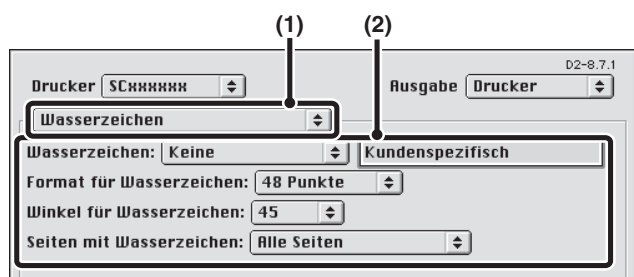 (1) (2)
D2-8.7.1
Drucker SCxxxxxx Ausgabe Drucker
Wasserzeichen
Wasserzeichen: Keine Kundenspezifisch
Format für Wasserzeichen: 48 Punkte
Winkel für Wasserzeichen: 45
Seiten mit Wasserzeichen: Alle Seiten